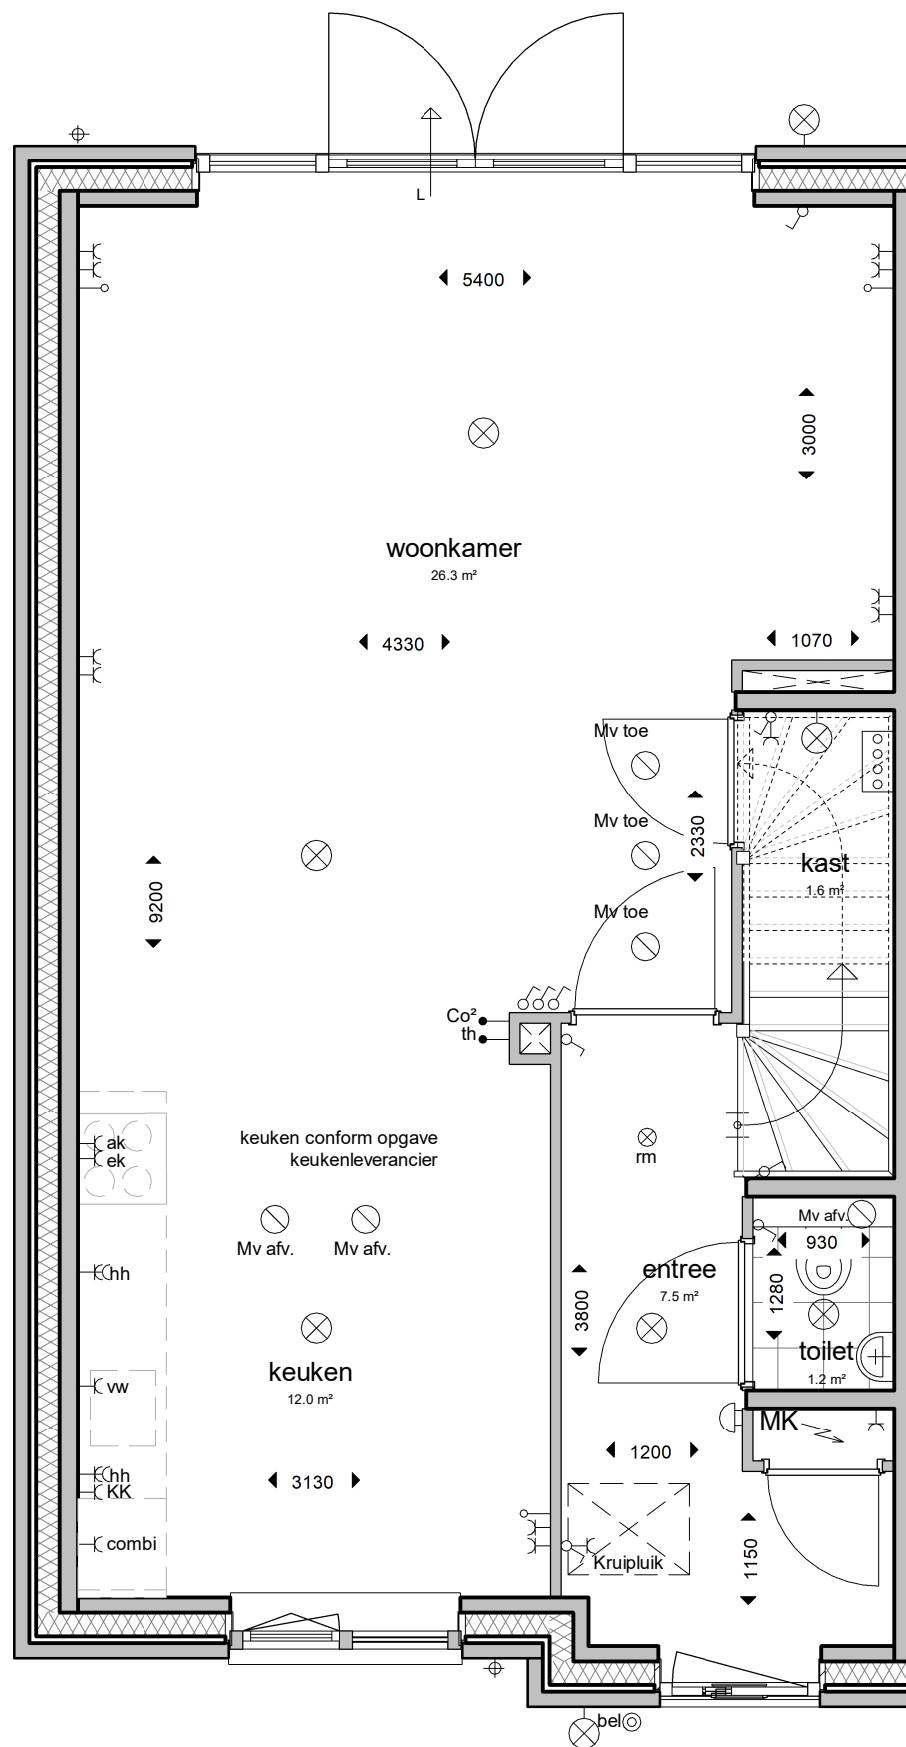 L
5400
3000
woonkamer
26.3 m²
4330
1070
Mv toe
Mv toe
2330
kast
1.6 m²
9200
Mv toe
Co²
th
ak
ek
keuken conform opgave
keukenleverancier
rm
Mv afv.
Mv afv.
Mv afv.
930
hh
entree
7.5 m²
1280
3800
keuken
12.0 m²
toilet
1.2 m²
vw
MK
1200
hh
KK
3130
combi
Kruipluik
1150
bel